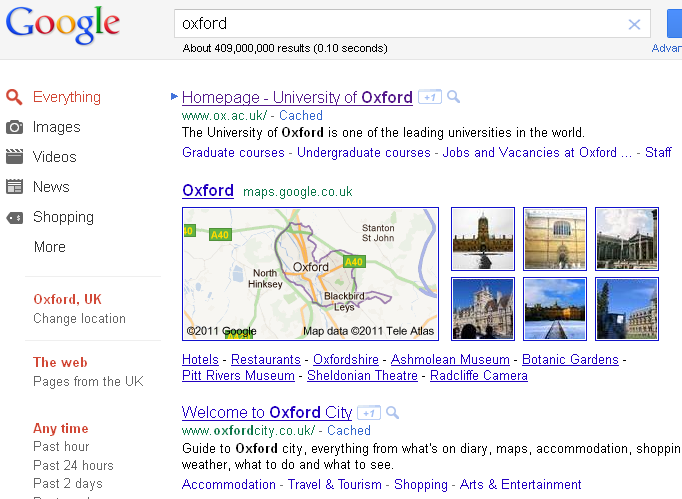 Google
oxford
About 409,000,000 results (0.10 seconds)
Everything
Images
Videos
News
Shopping
More
Oxford, UK
Change location
The web
Pages from the UK
Any time
Past hour
Past 24 hours
Past 2 days
Homepage - University of Oxford +1
www.ox.ac.uk/ - Cached
The University of Oxford is one of the leading universities in the world.
Graduate courses - Undergraduate courses - Jobs and Vacancies at Oxford ... - Staff
Oxford maps.google.co.uk
40
A40
Stanton
St John
A40
Oxford
North
Hinksey
Blackbird
Leys
©2011 Google Map data ©2011 Tele Atlas
Hotels - Restaurants - Oxfordshire - Ashmolean Museum - Botanic Gardens -
Pitt Rivers Museum - Sheldonian Theatre - Radcliffe Camera
Welcome to Oxford City +1
www.oxfordcity.co.uk/ - Cached
Guide to Oxford city, everything from what's on diary, maps, accommodation, shoppin
weather, what to do and what to see.
Accommodation - Travel & Tourism - Shopping - Arts & Entertainment